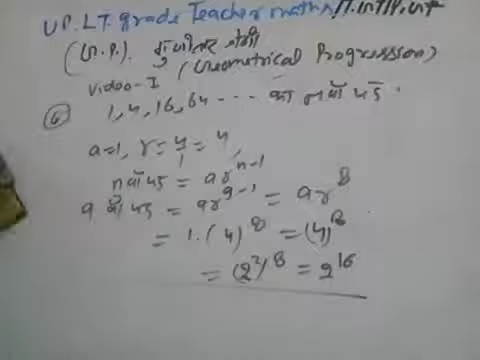 UP. L.T. grade Teacher maths
(G.P.). गुणोत्तर श्रेणी (Geometrical Progression)
Video-I
⑥ 1, 4, 16, 64 --- का नवाँ पद.
a=1, r = 4/1 = 4,
n वाँ पद = ar^{n-1}
9 वाँ पद = ar^{9-1} = ar^8
= 1.(4)^8 = (4)^8
= (2^2)^8 = 2^16